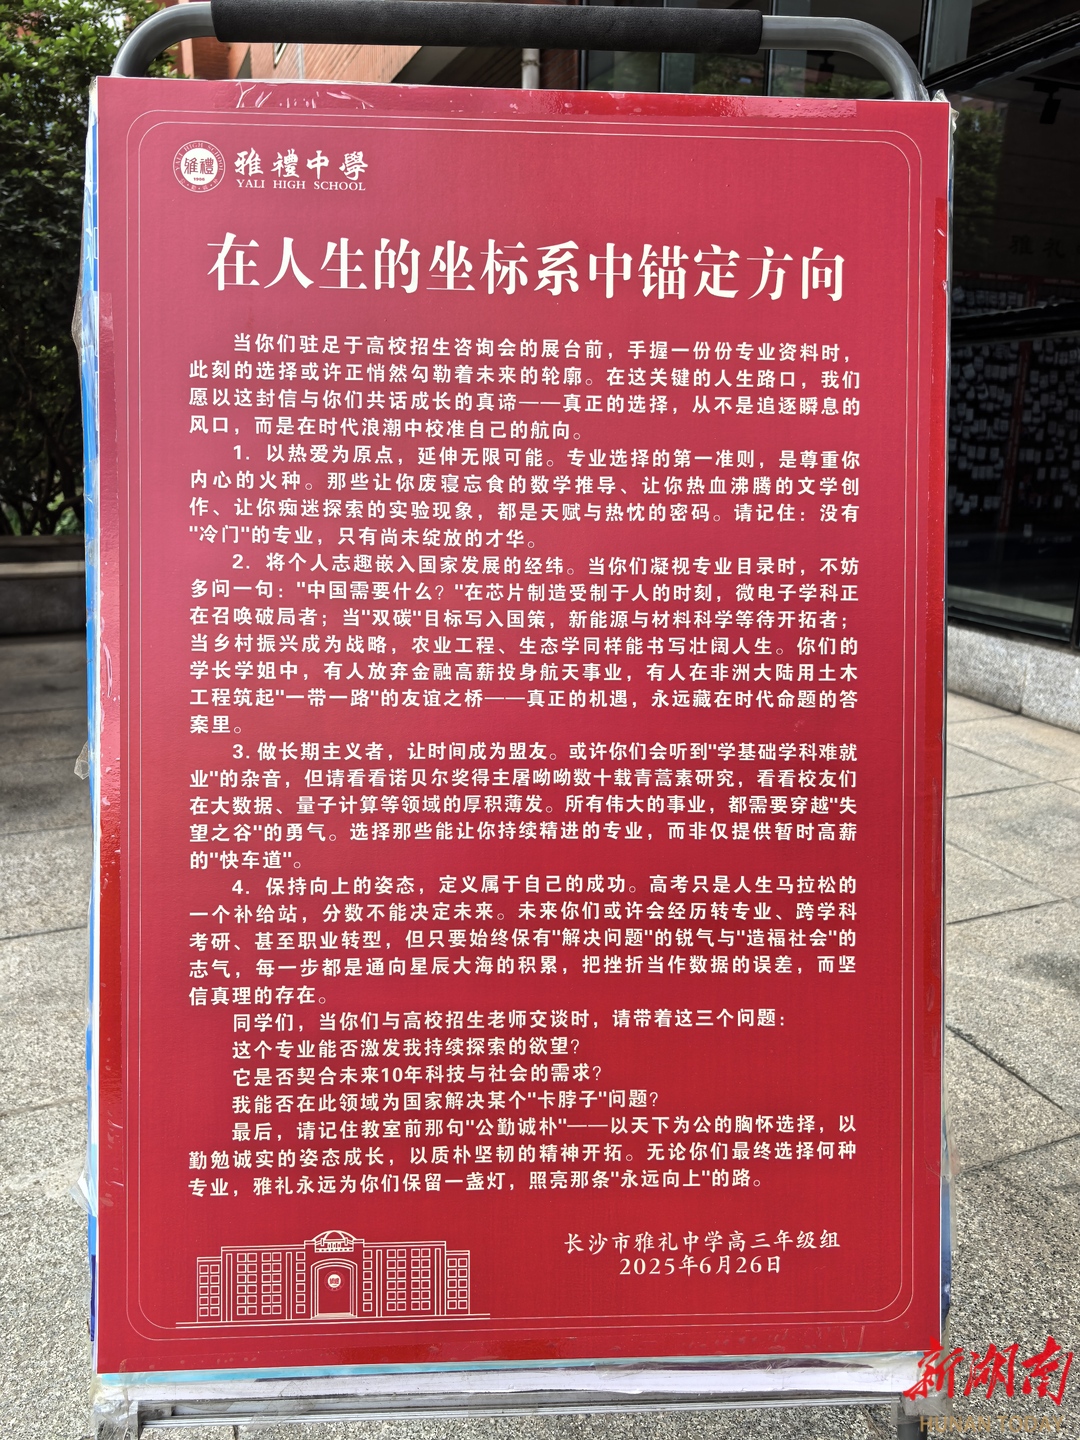 雅禮中學
YALI HIGH SCHOOL
在人生的坐标系中锚定方向
当你们驻足于高校招生咨询会的展台前，手握一份份专业资料时，
此刻的选择或许正悄然勾勒着未来的轮廓。在这关键的人生路口，我们
愿以这封信与你们共话成长的真谛——真正的选择，从不是追逐瞬息的
风口，而是在时代浪潮中校准自己的航向。
1. 以热爱为原点，延伸无限可能。专业选择的第一准则，是尊重你
内心的火种。那些让你废寝忘食的数学推导、让你热血沸腾的文学创
作、让你痴迷探索的实验现象，都是天赋与热忱的密码。请记住：没有
"冷门"的专业，只有尚未绽放的才华。
2. 将个人志趣嵌入国家发展的经纬。当你们凝视专业目录时，不妨
多问一句："中国需要什么？"在芯片制造受制于人的时刻，微电子学科正
在召唤破局者；当"双碳"目标写入国策，新能源与材料科学等待开拓者；
当乡村振兴成为战略，农业工程、生态学同样能书写壮阔人生。你们的
学长学姐中，有人放弃金融高薪投身航天事业，有人在非洲大陆用土木
工程筑起"一带一路"的友谊之桥——真正的机遇，永远藏在时代命题的答
案里。
3. 做长期主义者，让时间成为盟友。或许你们会听到"学基础学科难就
业"的杂音，但请看看诺贝尔奖得主屠呦呦数十载青蒿素研究，看看校友们
在大数据、量子计算等领域的厚积薄发。所有伟大的事业，都需要穿越"失
望之谷"的勇气。选择那些能让你持续精进的专业，而非仅提供暂时高薪
的"快车道"。
4. 保持向上的姿态，定义属于自己的成功。高考只是人生马拉松的
一个补给站，分数不能决定未来。未来你们或许会经历转专业、跨学科
考研、甚至职业转型，但只要始终保有"解决问题"的锐气与"造福社会"的
志气，每一步都是通向星辰大海的积累，把挫折当作数据的误差，而坚
信真理的存在。
同学们，当你们与高校招生老师交谈时，请带着这三个问题：
这个专业能否激发我持续探索的欲望？
它是否契合未来10年科技与社会的需求？
我能否在此领域为国家解决某个"卡脖子"问题？
最后，请记住教室前那句"公勤诚朴"——以天下为公的胸怀选择，以
勤勉诚实的姿态成长，以质朴坚韧的精神开拓。无论你们最终选择何种
专业，雅礼永远为你们保留一盏灯，照亮那条"永远向上"的路。
长沙市雅礼中学高三年级组
2025年6月26日
新湖南
HUNAN TODAY